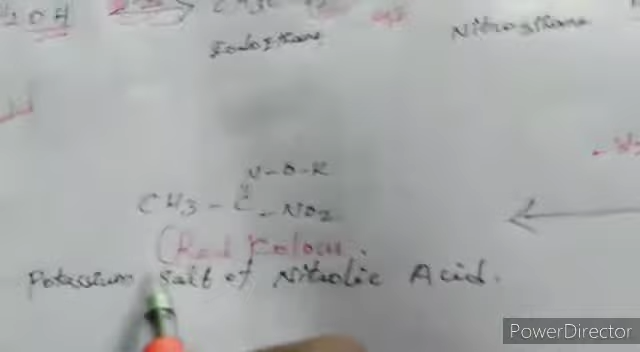 Iodoethane Nitroethane
N-O-K
CH3 - C - NO2
(Red Colour.
Potassium salt of Nitrolic Acid.
PowerDirector